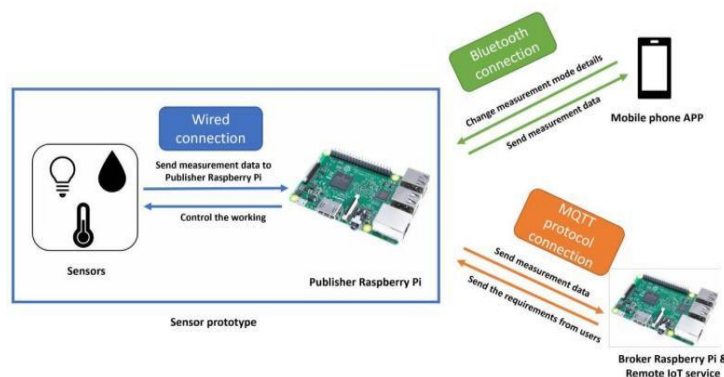 Bluetooth
connection
Change measurement mode details
Send measurement data
Mobile phone APP
Wired
connection
Send measurement data to
Publisher Raspberry Pi
Control the working
Sensors
Publisher Raspberry Pi
Sensor prototype
MQTT
protocol
connection
Send measurement data
Send the requirements from users
Broker Raspberry Pi &
Remote IoT service